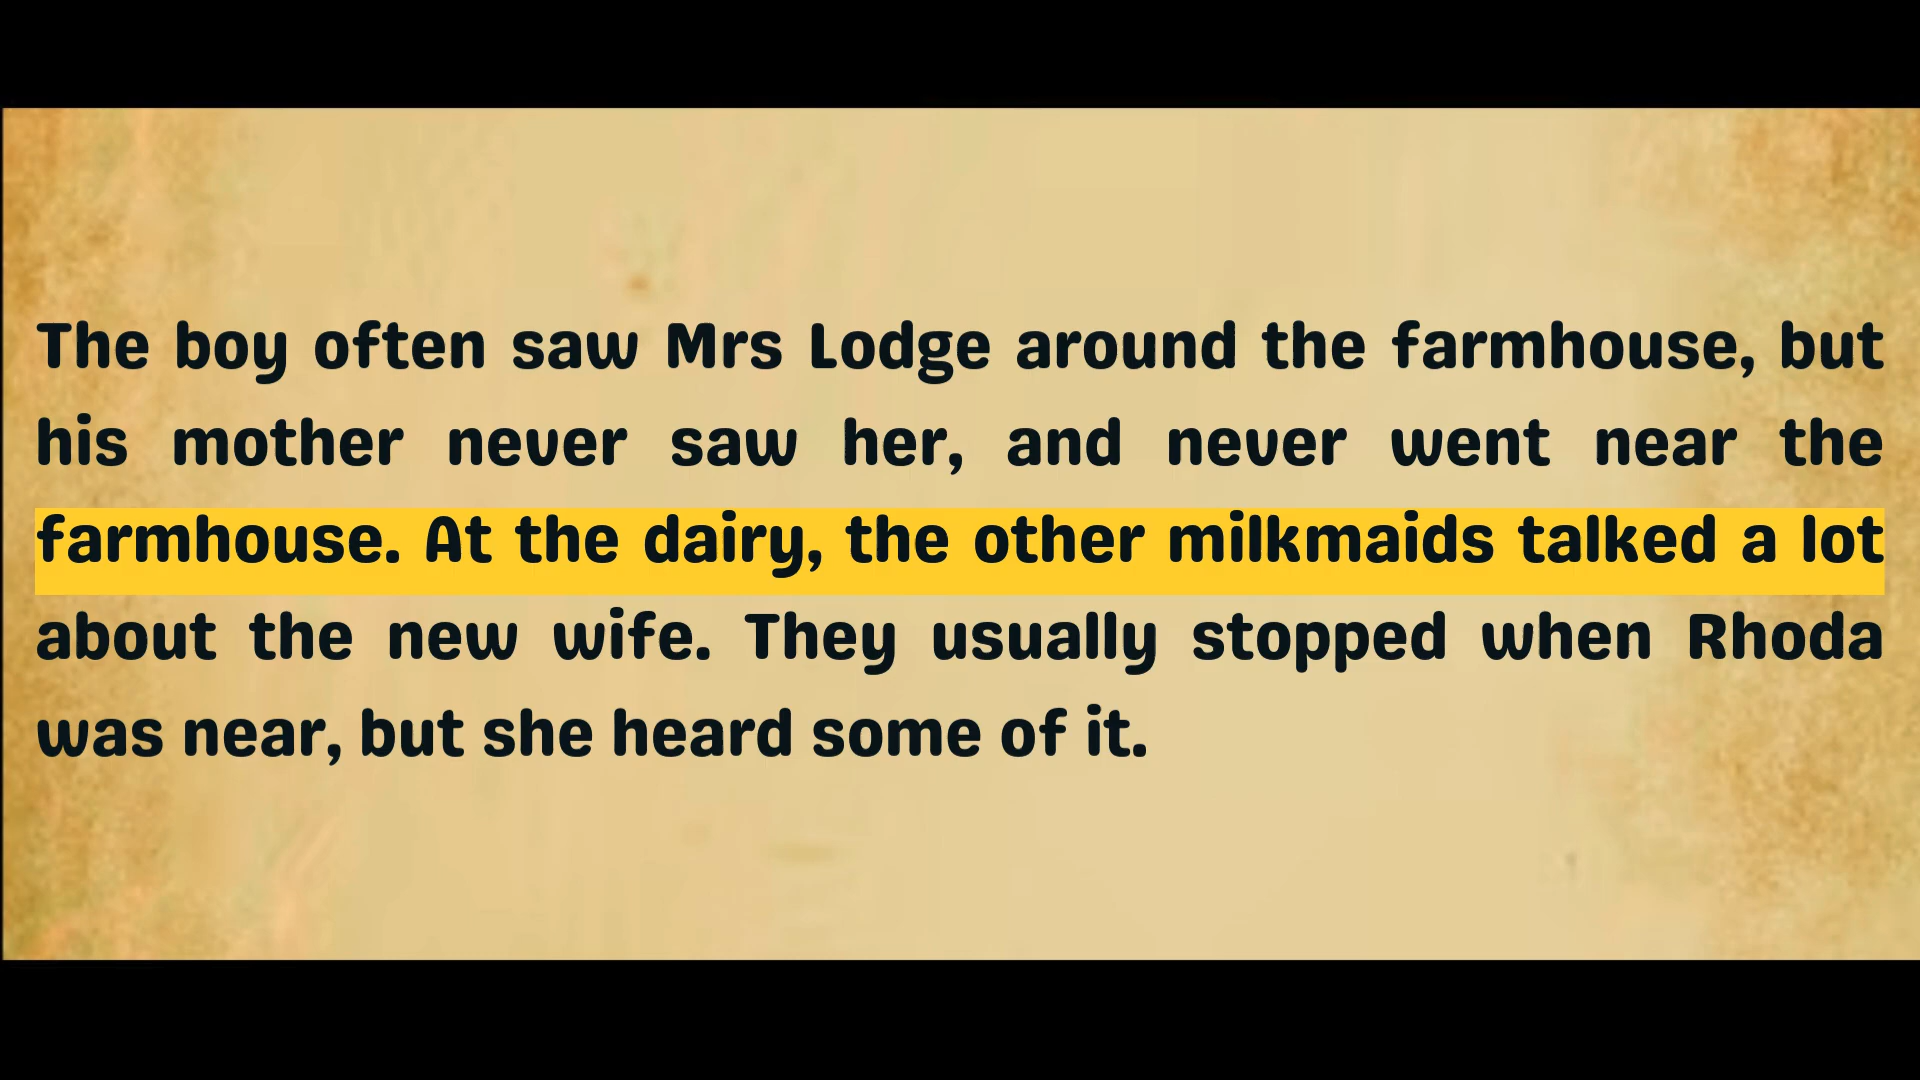 The boy often saw Mrs Lodge around the farmhouse, but
his mother never saw her, and never went near the
farmhouse. At the dairy, the other milkmaids talked a lot
about the new wife. They usually stopped when Rhoda
was near, but she heard some of it.